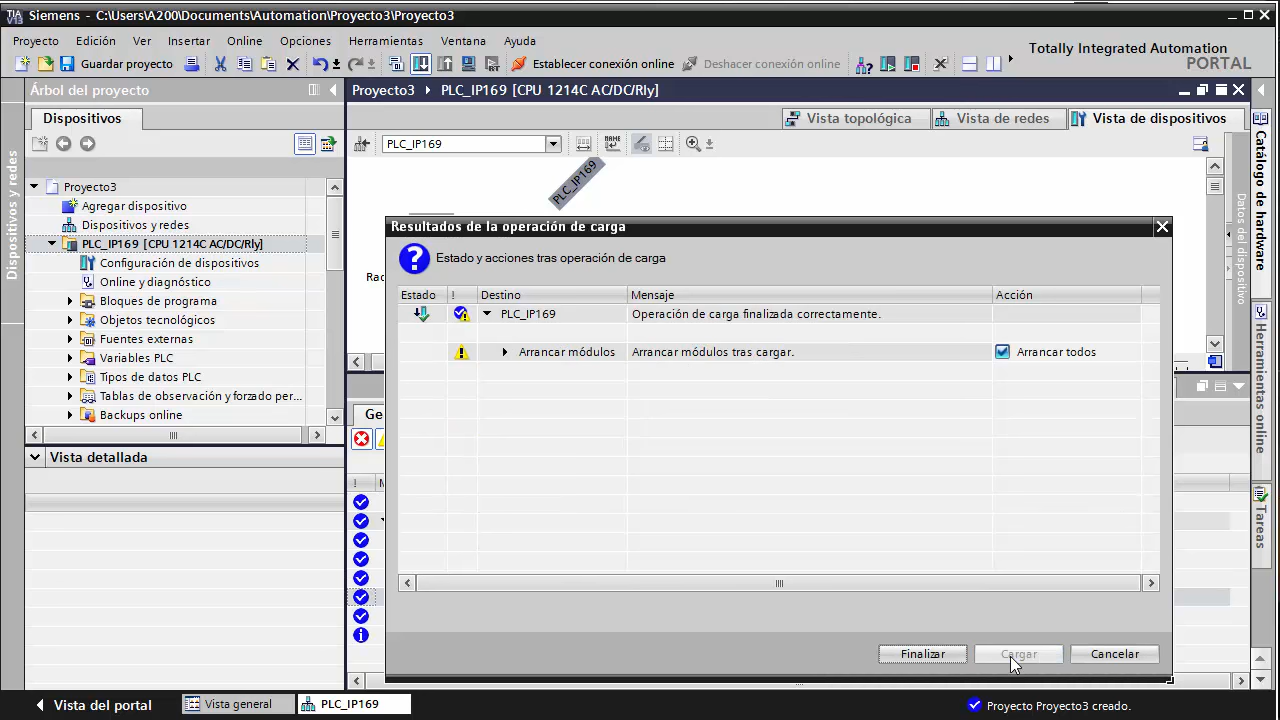 TIA
V13
Siemens - C:\Users\A200\Documents\Automation\Proyecto3\Proyecto3
Proyecto Edición Ver Insertar Online Opciones Herramientas Ventana Ayuda
Totally Integrated Automation
PORTAL
Guardar proyecto
Establecer conexión online
Deshacer conexión online
Árbol del proyecto
Proyecto3 PLC_IP169 [CPU 1214C AC/DC/Rly]
Dispositivos
Vista topológica
Vista de redes
Vista de dispositivos
PLC_IP169
PLC_IP169
Dispositivos y redes
Proyecto3
Agregar dispositivo
Dispositivos y redes
PLC_IP169 [CPU 1214C AC/DC/Rly]
Configuración de dispositivos
Online y diagnóstico
Bloques de programa
Objetos tecnológicos
Fuentes externas
Variables PLC
Tipos de datos PLC
Tablas de observación y forzado per...
Backups online
Vista detallada
Rac
Ge
Resultados de la operación de carga
Estado y acciones tras operación de carga
Estado ! Destino Mensaje Acción
PLC_IP169 Operación de carga finalizada correctamente.
Arrancar módulos Arrancar módulos tras cargar. Arrancar todos
Finalizar
Cargar
Cancelar
Datos del dispositivo
Catálogo de hardware
Herramientas online
Tareas
Vista del portal
Vista general
PLC_IP169
Proyecto Proyecto3 creado.